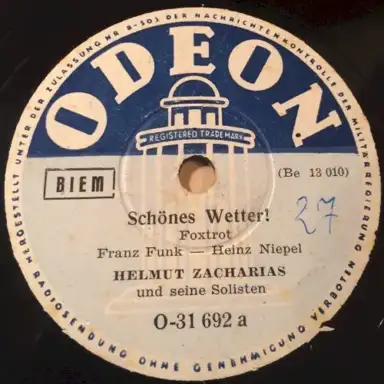 HERGESTELLT UNTER DER ZULASSUNG NR B-505 DER NACHRICHTENKONTROLLE DER MILITÄRREGIERUNG
ODEON
REGISTERED TRADE MARK
BIEM
(Be 13 010)
Schönes Wetter!
27
Foxtrot
Franz Funk — Heinz Niepel
HELMUT ZACHARIAS
und seine Solisten
O-31 692 a
RADIOSENDUNG OHNE GENEHMIGUNG VERBOTEN